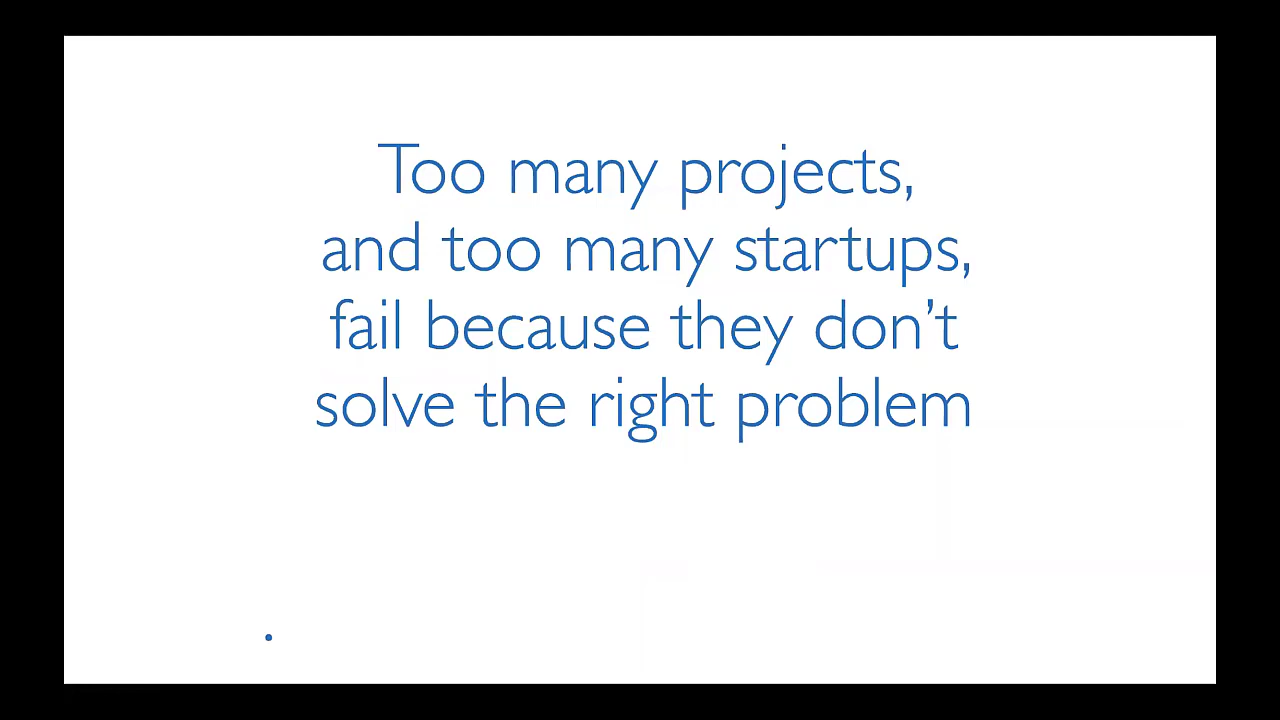 Too many projects,
and too many startups,
fail because they don’t
solve the right problem